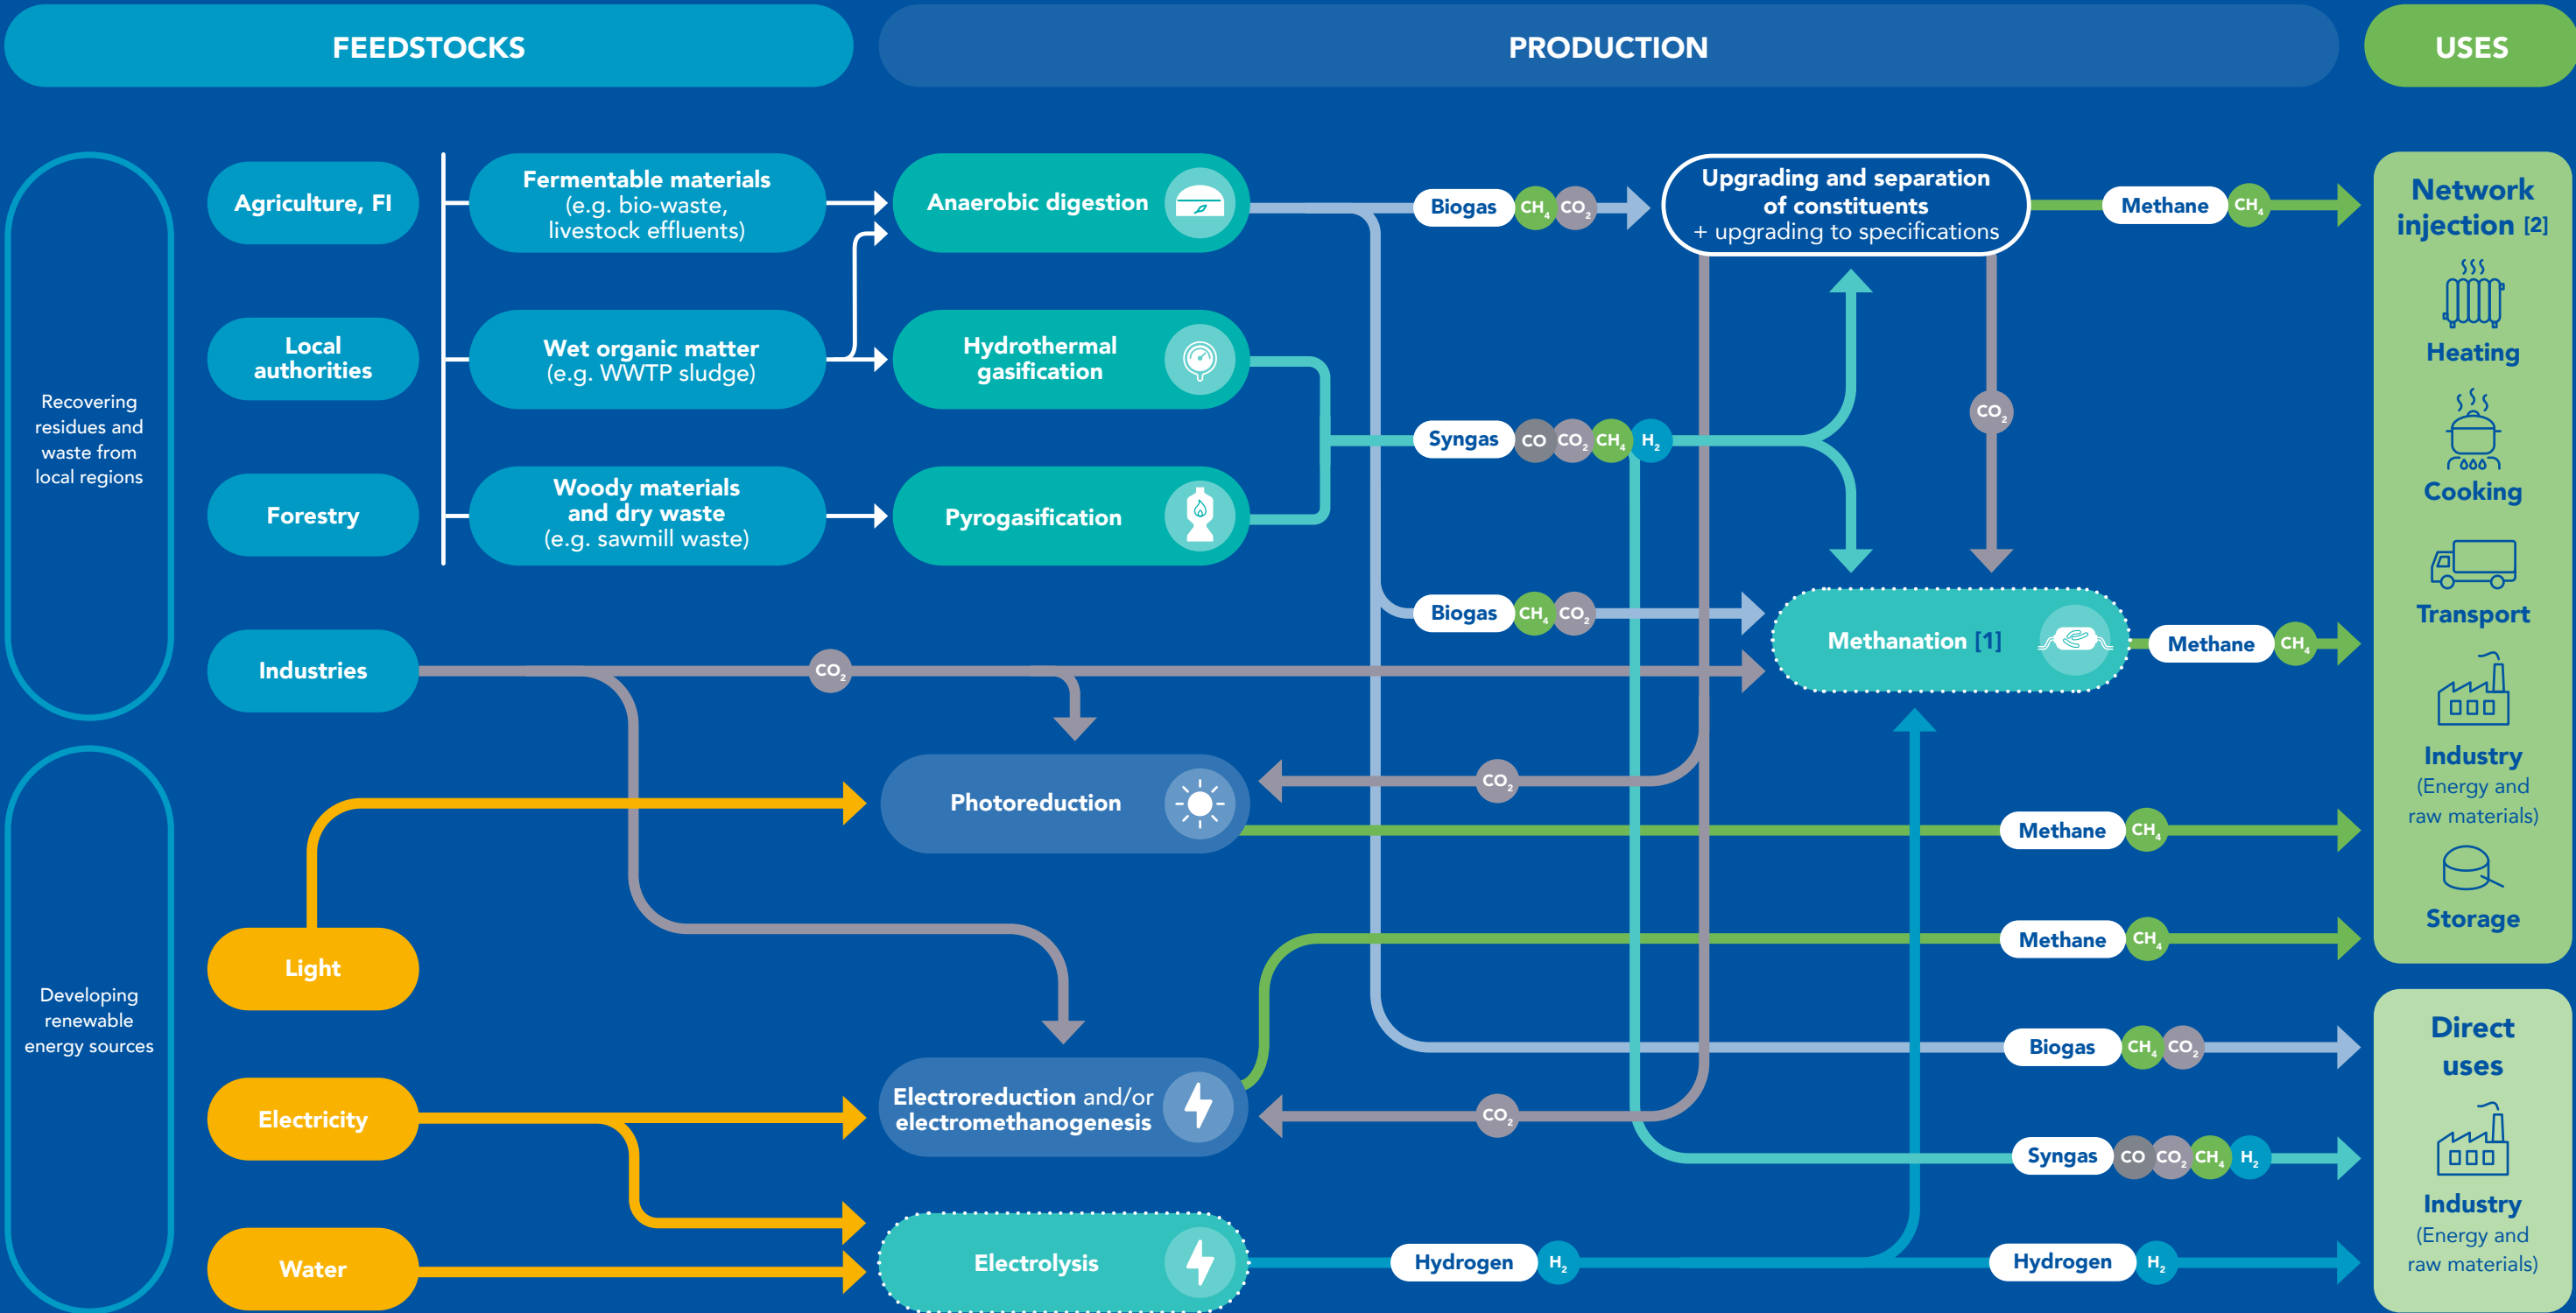 FEEDSTOCKS
PRODUCTION
USES
Recovering
residues and
waste from
local regions
Agriculture, FI
Local
authorities
Forestry
Industries
Fermentable materials
(e.g. bio-waste,
livestock effluents)
Wet organic matter
(e.g. WWTP sludge)
Woody materials
and dry waste
(e.g. sawmill waste)
Anaerobic digestion
Hydrothermal
gasification
Pyrogasification
Biogas CH₄ CO₂
Upgrading and separation
of constituents
+ upgrading to specifications
Methane CH₄
CO₂
Syngas CO CO₂ CH₄ H₂
Biogas CH₄ CO₂
Methanation [1]
Methane CH₄
CO₂
Developing
renewable
energy sources
Light
Electricity
Water
Photoreduction
CO₂
Methane CH₄
Methane CH₄
Electroreduction and/or
electromethanogenesis
CO₂
Biogas CH₄ CO₂
Syngas CO CO₂ CH₄ H₂
Electrolysis
Hydrogen H₂
Hydrogen H₂
Network
injection [2]
Heating
Cooking
Transport
Industry
(Energy and
raw materials)
Storage
Direct
uses
Industry
(Energy and
raw materials)